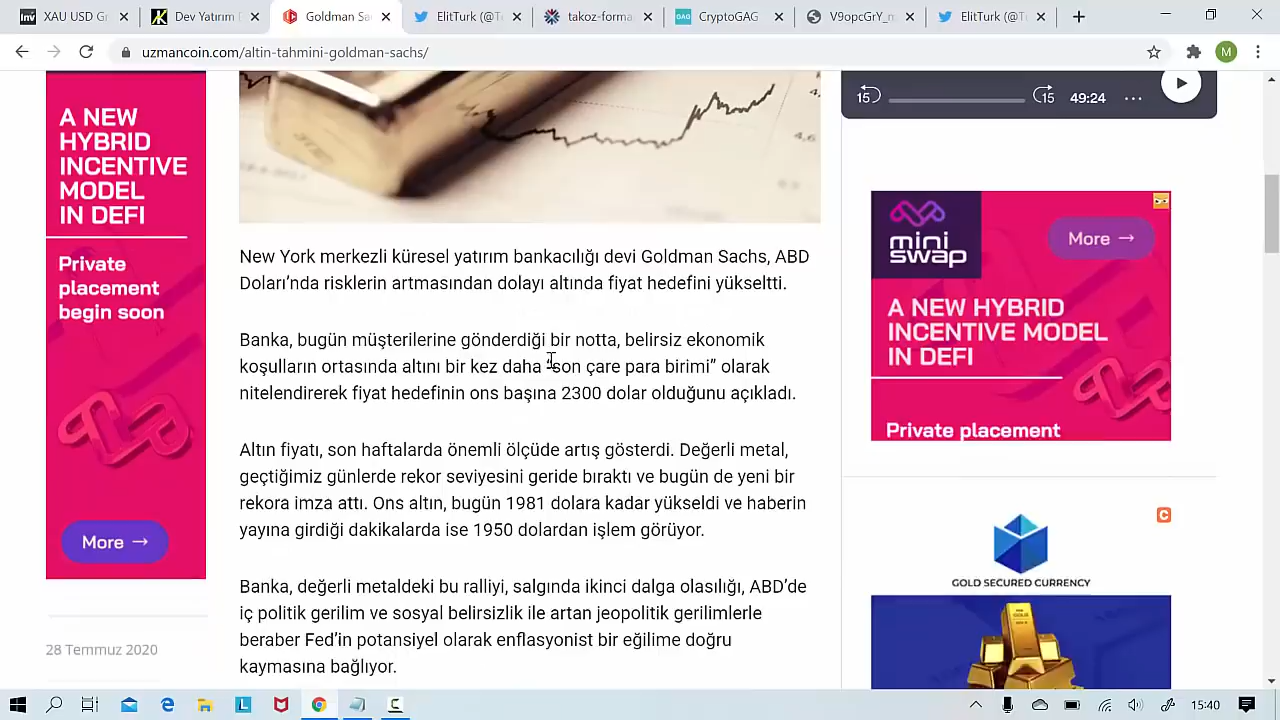 XAU USD G
Dev Yatırım
Goldman Sa
ElitTurk (@T
takoz-format
CryptoGAG
VDopGrY_n
ElitTurk (@T
uzmancoin.com/altin-tahmini-goldman-sachs/
M
A NEW
HYBRID
INCENTIVE
MODEL
IN DEFI
Private
placement
begin soon
More →
28 Temmuz 2020
New York merkezli küresel yatırım bankacılığı devi Goldman Sachs, ABD
Doları’nda risklerin artmasından dolayı altında fiyat hedefini yükseltti.
Banka, bugün müşterilerine gönderdiği bir notta, belirsiz ekonomik
koşulların ortasında altını bir kez daha “son çare para birimi” olarak
nitelendirerek fiyat hedefinin ons başına 2300 dolar olduğunu açıkladı.
Altın fiyatı, son haftalarda önemli ölçüde artış gösterdi. Değerli metal,
geçtiğimiz günlerde rekor seviyesini geride bıraktı ve bugün de yeni bir
rekora imza attı. Ons altın, bugün 1981 dolara kadar yükseldi ve haberin
yayına girdiği dakikalarda ise 1950 dolardan işlem görüyor.
Banka, değerli metaldeki bu ralliyi, salgında ikinci dalga olasılığı, ABD’de
iç politik gerilim ve sosyal belirsizlik ile artan jeopolitik gerilimlerle
beraber Fed’in potansiyel olarak enflasyonist bir eğilime doğru
kaymasına bağlıyor.
15 15 49:24
mini
swap
More →
A NEW HYBRID
INCENTIVE MODEL
IN DEFI
Private placement
GOLD SECURED CURRENCY
15:40